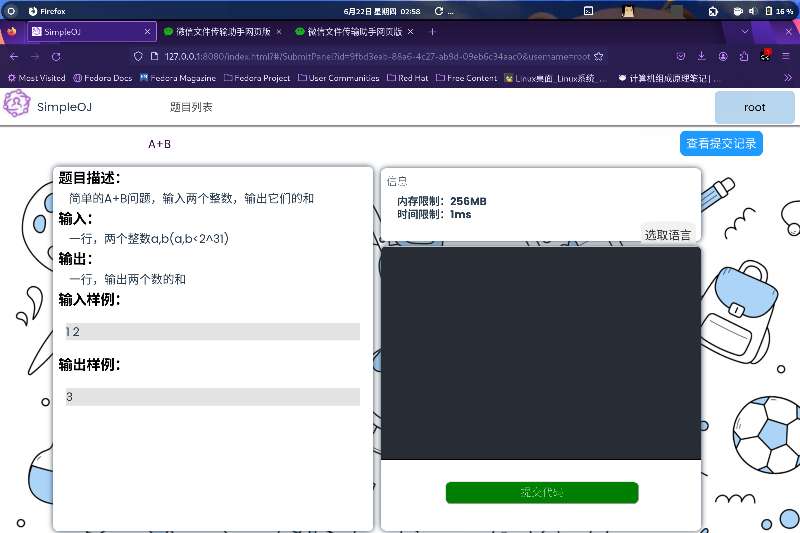 Firefox
6月22日 星期四 02:58
16 %
SimpleOJ
微信文件传输助手网页版
微信文件传输助手网页版
127.0.0.1:8080/index.html?#/SubmitPanel?id=9fbd3eab-88a6-4c27-ab9d-09eb6c34aac0&username=root
Most Visited
Fedora Docs
Fedora Magazine
Fedora Project
User Communities
Red Hat
Free Content
Linux桌面_Linux系统_...
计算机组成原理笔记 | ...
SimpleOJ
题目列表
root
A+B
查看提交记录
题目描述：
简单的A+B问题，输入两个整数，输出它们的和
输入：
一行，两个整数a,b(a,b<2^31)
输出：
一行，输出两个数的和
输入样例：
1 2
输出样例：
3
信息
内存限制：256MB
时间限制：1ms
选取语言
提交代码